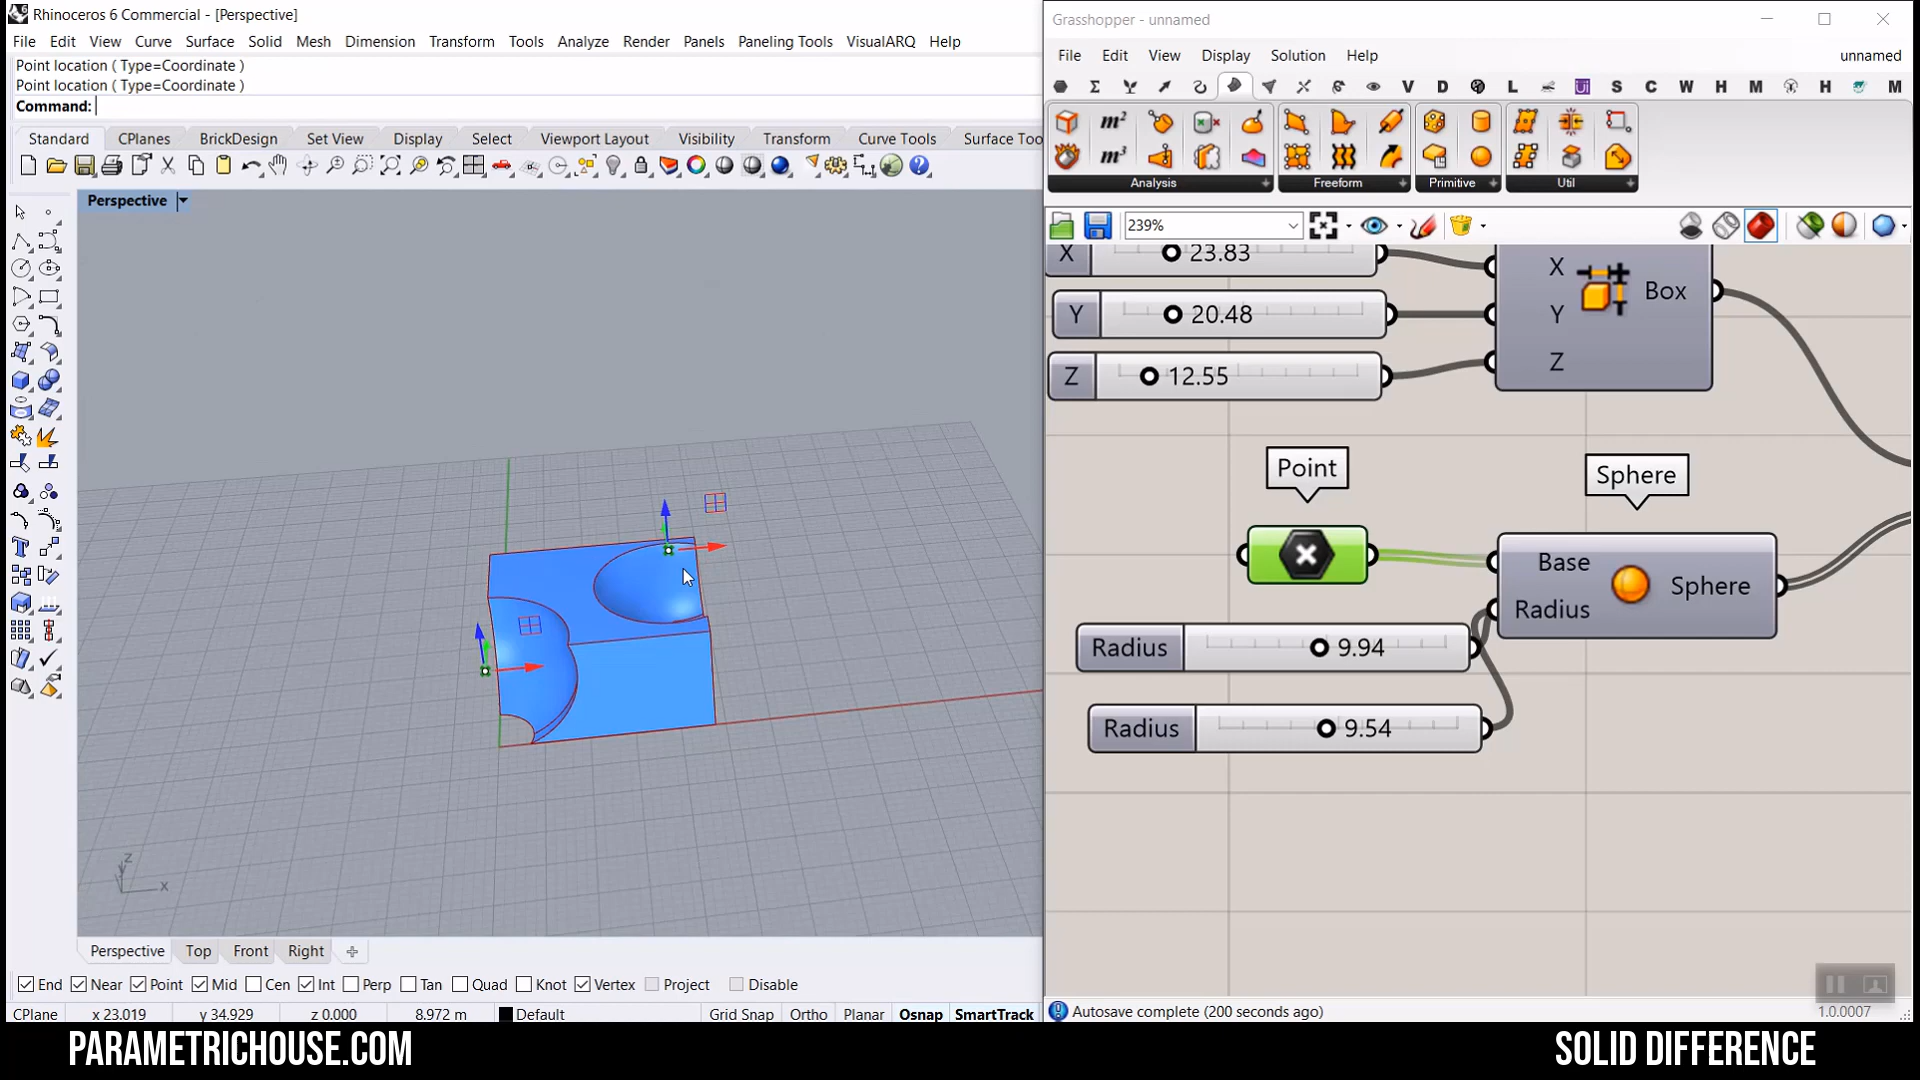 Rhinoceros 6 Commercial - [Perspective]
File Edit View Curve Surface Solid Mesh Dimension Transform Tools Analyze Render Panels Paneling Tools VisualARQ Help
Point location ( Type=Coordinate )
Point location ( Type=Coordinate )
Command:
Standard CPlanes BrickDesign Set View Display Select Viewport Layout Visibility Transform Curve Tools Surface Too
Perspective
z
y
x
Perspective Top Front Right
End Near Point Mid Cen Int Perp Tan Quad Knot Vertex Project Disable
CPlane x 23.019 y 34.929 z 0.000 8.972 m Default Grid Snap Ortho Planar Osnap SmartTrack
Grasshopper - unnamed
File Edit View Display Solution Help unnamed
V D L Ui S C W H M H M
m²
m³
Analysis Freeform Primitive Util
239%
X 23.83
Y 20.48
Z 12.55
X
Y
Z
Box
Point
Sphere
Base
Radius
Sphere
Radius 9.94
Radius 9.54
Autosave complete (200 seconds ago) 1.0.0007
PARAMETRICHOUSE.COM
SOLID DIFFERENCE